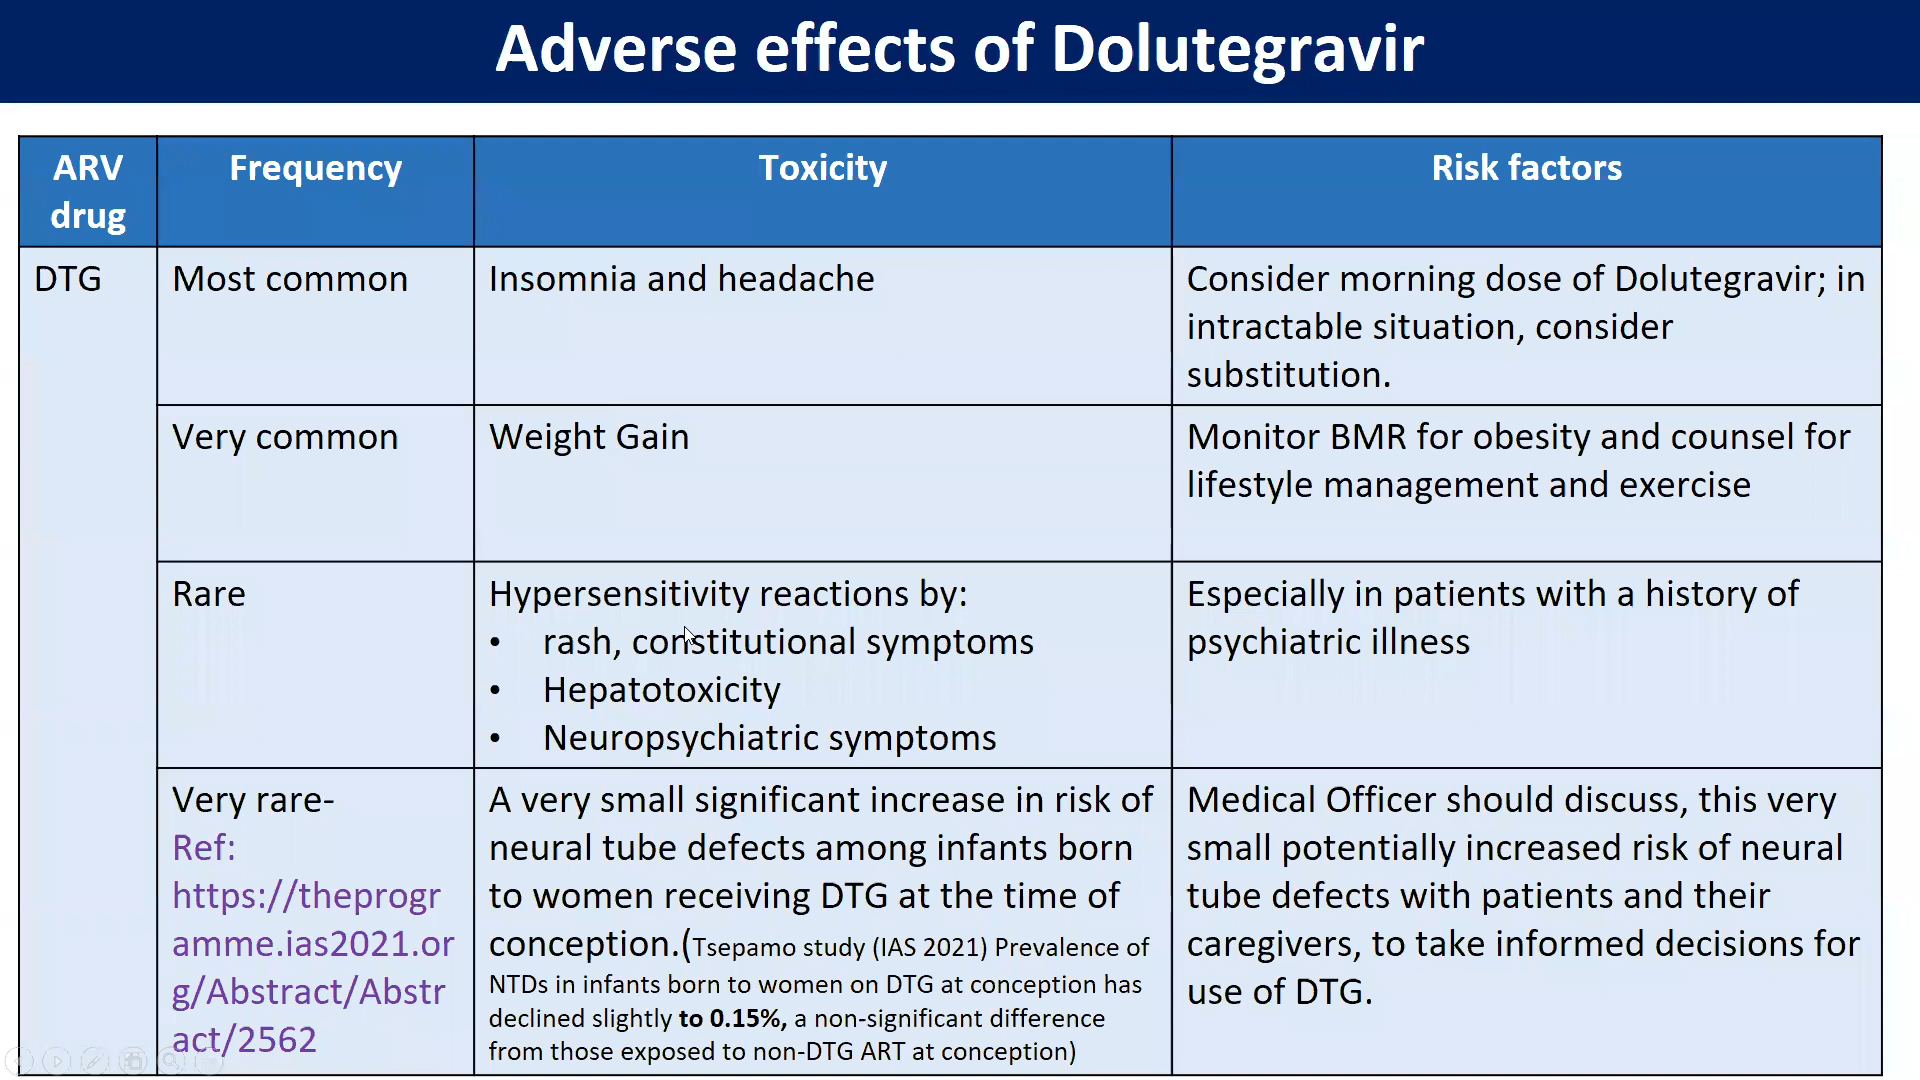 Adverse effects of Dolutegravir
ARV
drug
Frequency
Toxicity
Risk factors
DTG
Most common
Insomnia and headache
Consider morning dose of Dolutegravir; in
intractable situation, consider
substitution.
Very common
Weight Gain
Monitor BMR for obesity and counsel for
lifestyle management and exercise
Rare
Hypersensitivity reactions by:
• rash, constitutional symptoms
• Hepatotoxicity
• Neuropsychiatric symptoms
Especially in patients with a history of
psychiatric illness
Very rare-
Ref:
https://theprogr
amme.ias2021.or
g/Abstract/Abstr
act/2562
A very small significant increase in risk of
neural tube defects among infants born
to women receiving DTG at the time of
conception.(Tsepamo study (IAS 2021) Prevalence of
NTDs in infants born to women on DTG at conception has
declined slightly to 0.15%, a non-significant difference
from those exposed to non-DTG ART at conception)
Medical Officer should discuss, this very
small potentially increased risk of neural
tube defects with patients and their
caregivers, to take informed decisions for
use of DTG.